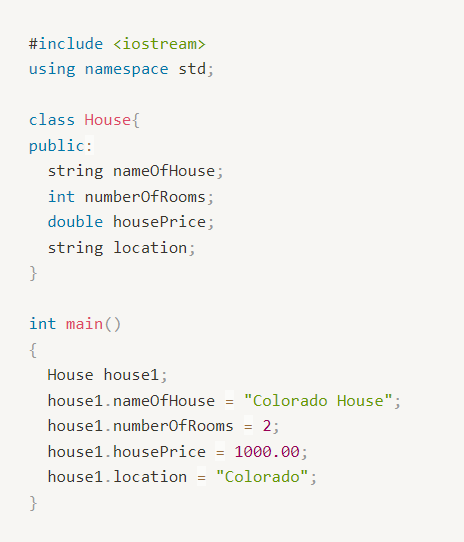 #include <iostream>
using namespace std;
class House{
public:
string nameOfHouse;
int numberOfRooms;
double housePrice;
string location;
}
int main()
{
House house1;
house1.nameOfHouse = "Colorado House";
house1.numberOfRooms = 2;
house1.housePrice = 1000.00;
house1.location = "Colorado";
}